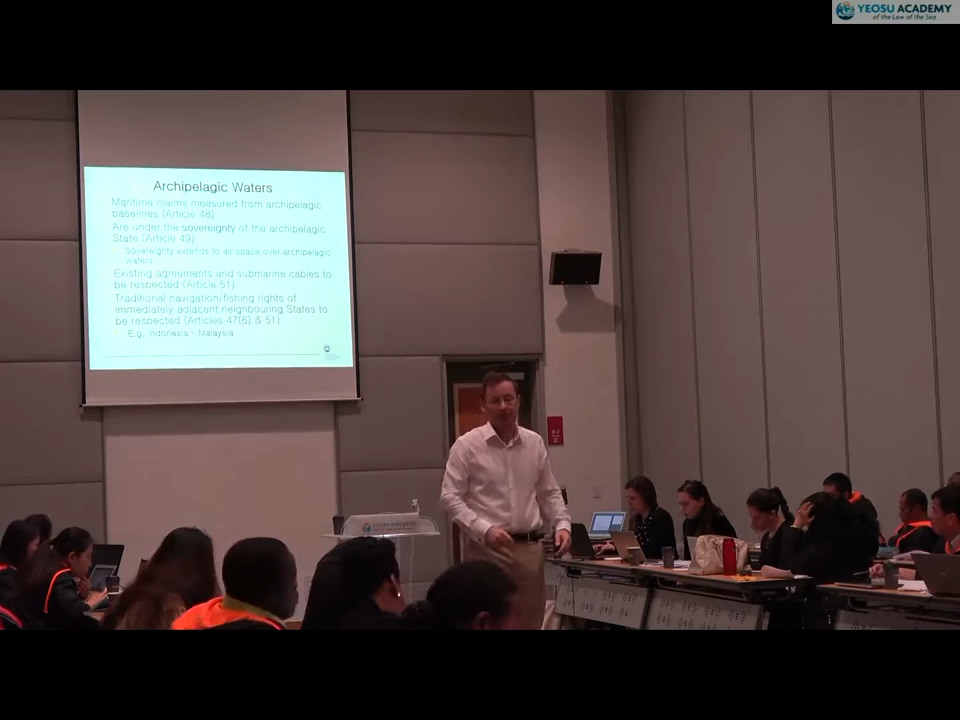 YEOSU ACADEMY
of the Law of the Sea
Archipelagic Waters
Maritime claims measured from archipelagic
baselines (Article 48)
Are under the sovereignty of the archipelagic
State (Article 49)
Sovereignty extends to air space over archipelagic
waters
Existing agreements and submarine cables to
be respected (Article 51)
Traditional navigation/fishing rights of
immediately adjacent neighbouring States to
be respected (Articles 47(6) & 51)
E.g. Indonesia - Malaysia